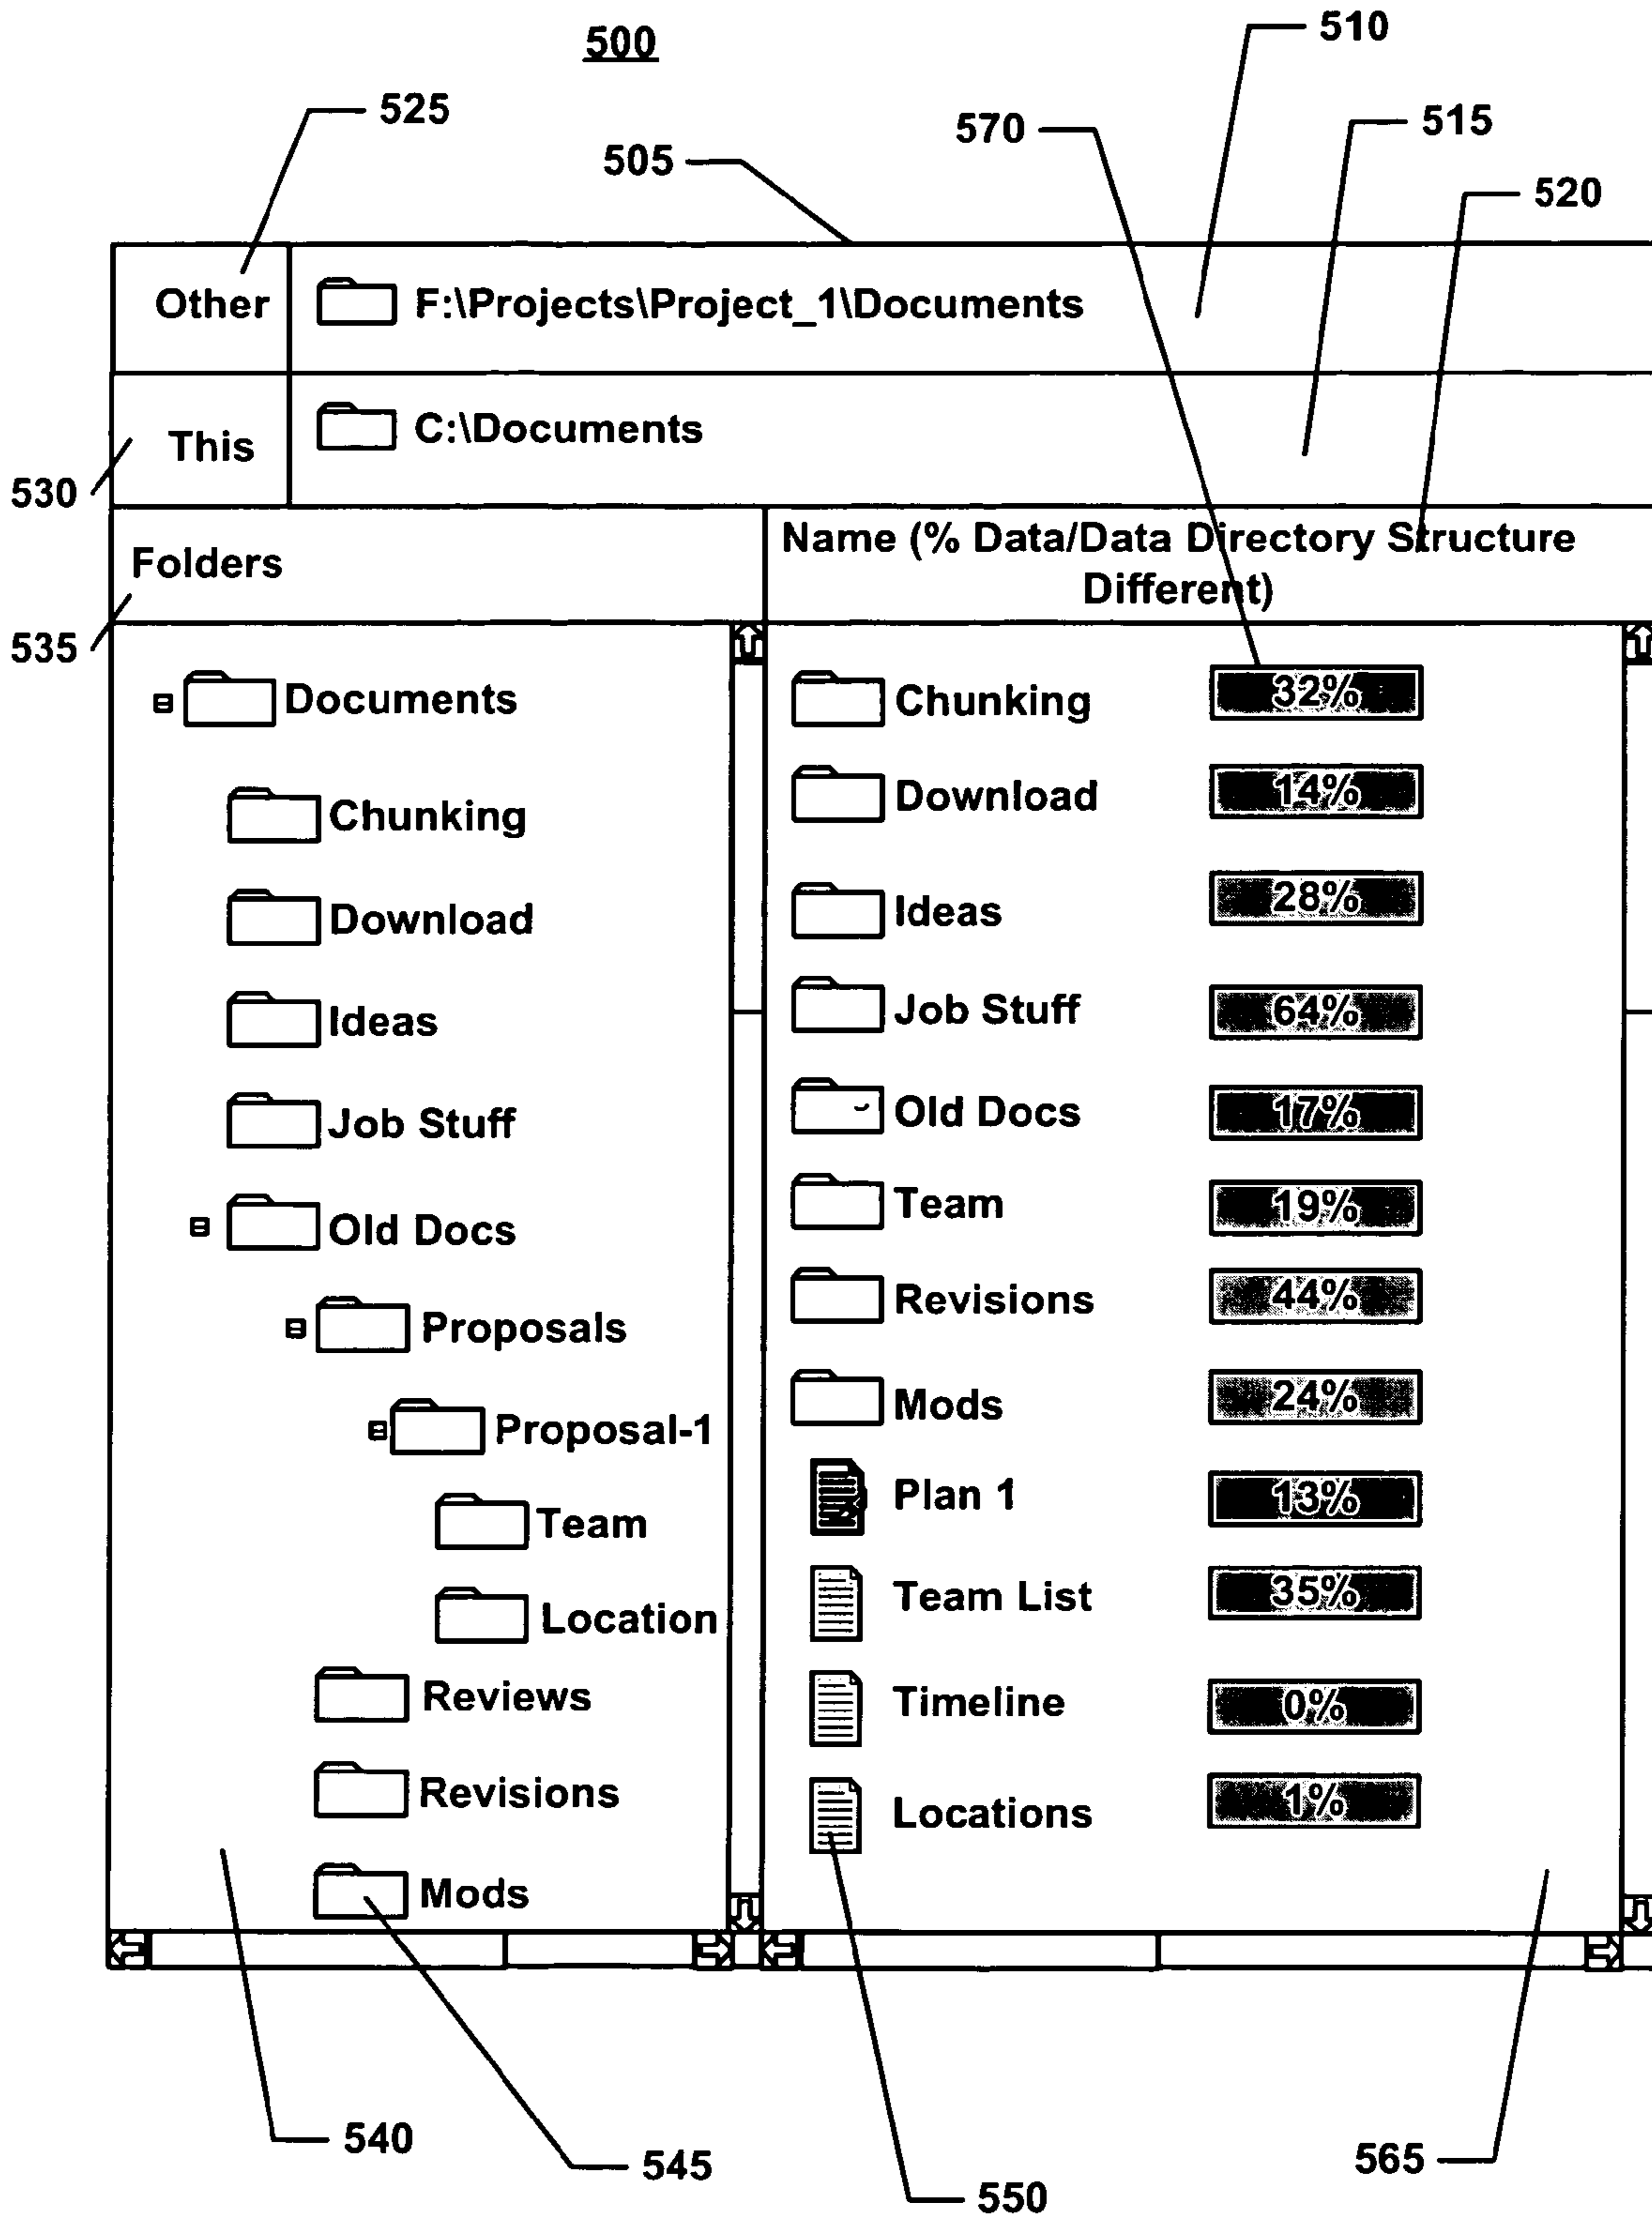 500
510
525
570
515
505
520
Other
F:\Projects\Project_1\Documents
This
C:\Documents
530
Folders
Name (% Data/Data Directory Structure
Different)
535
Documents
Chunking
Download
Ideas
Job Stuff
Old Docs
Proposals
Proposal-1
Team
Location
Reviews
Revisions
Mods
Chunking 32%
Download 14%
Ideas 28%
Job Stuff 64%
Old Docs 17%
Team 19%
Revisions 44%
Mods 24%
Plan 1 13%
Team List 35%
Timeline 0%
Locations 1%
540
545
550
565